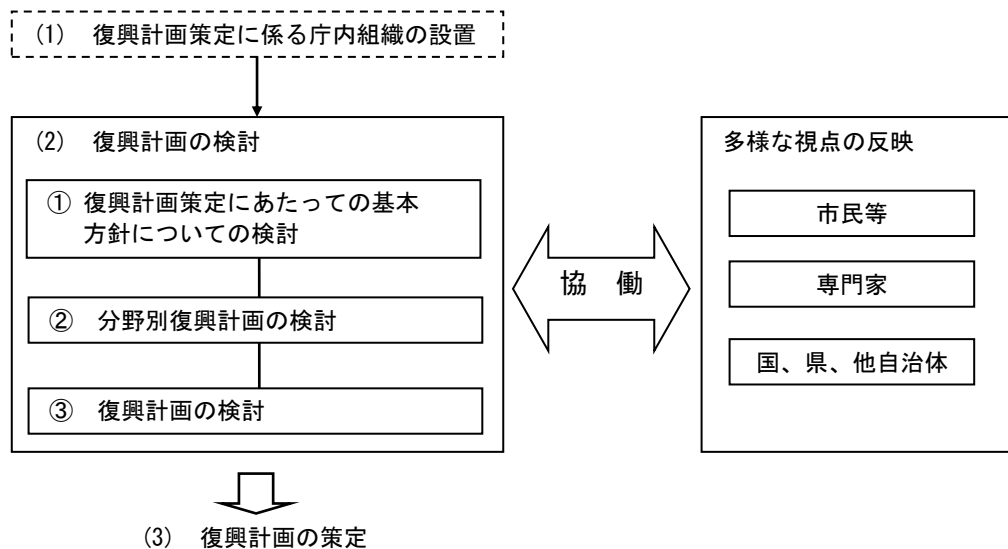 (1) 復興計画策定に係る庁内組織の設置
(2) 復興計画の検討
① 復興計画策定にあたっての基本
方針についての検討
② 分野別復興計画の検討
③ 復興計画の検討
協 働
多様な視点の反映
市民等
専門家
国、県、他自治体
(3) 復興計画の策定